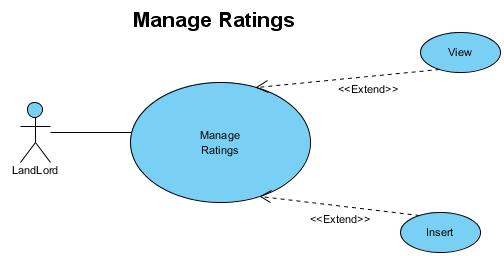 Manage Ratings
View
<<Extend>>
Manage
Ratings
LandLord
<<Extend>>
Insert